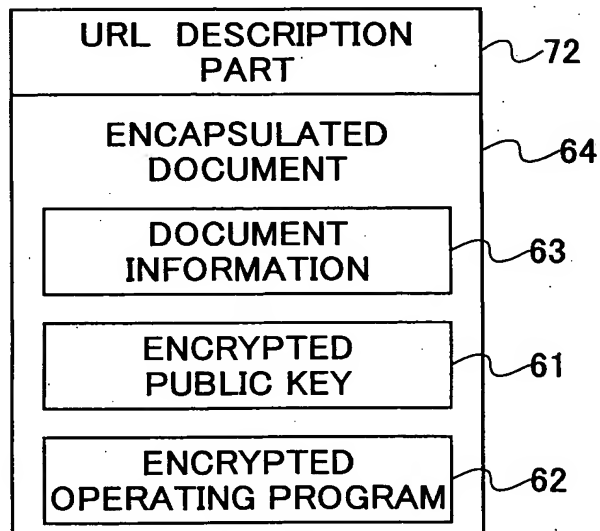 URL DESCRIPTION
PART
72
ENCAPSULATED
DOCUMENT
64
DOCUMENT
INFORMATION
63
ENCRYPTED
PUBLIC KEY
61
ENCRYPTED
OPERATING PROGRAM
62